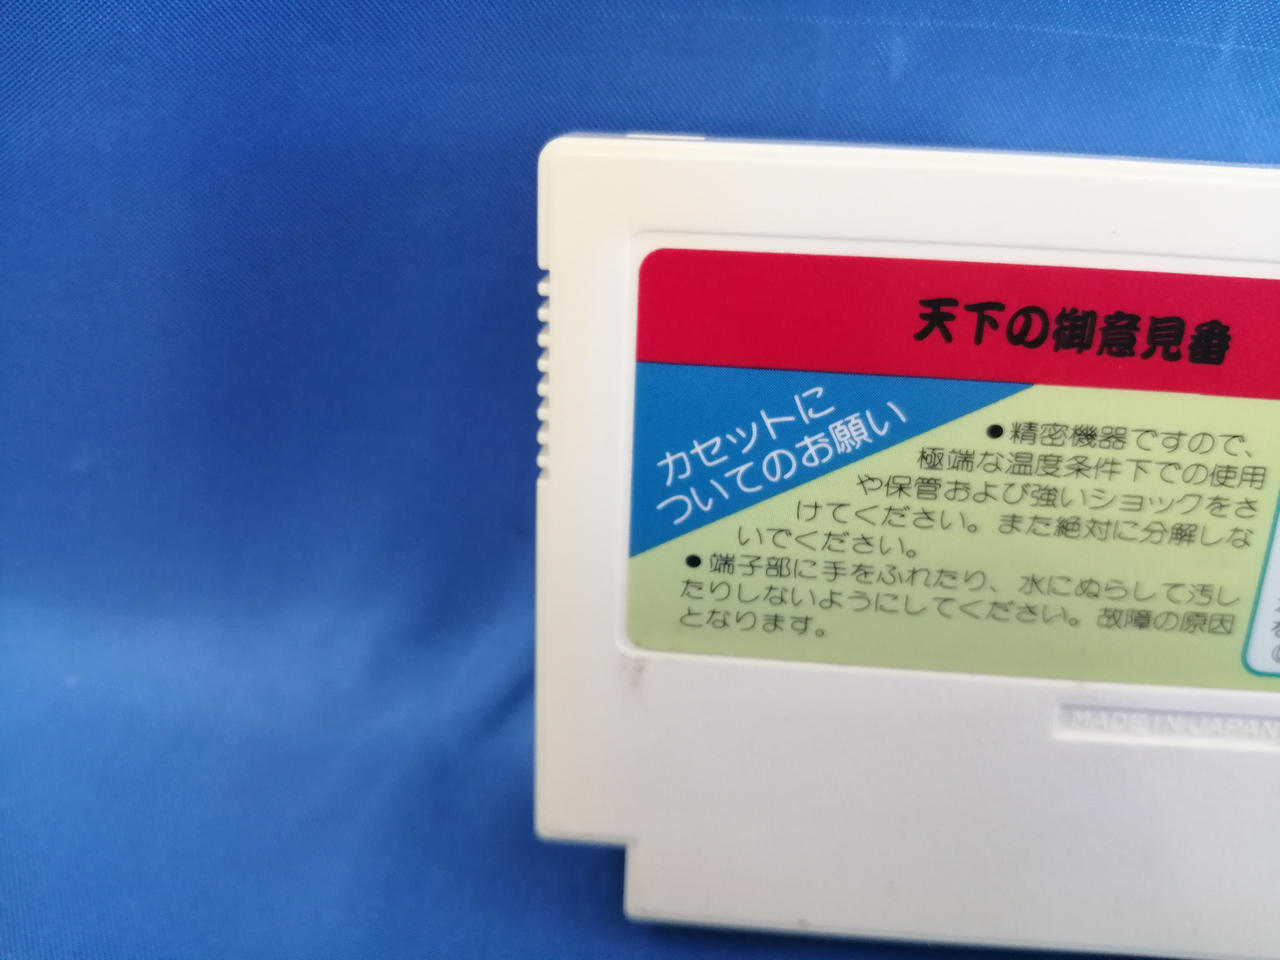 天下の御意見番
カセットに
ついてのお願い
●精密機器ですので、
極端な温度条件下での使用
や保管および強いショックをさ
けてください。また絶対に分解しな
いでください。
●端子部に手をふれたり、水にぬらして汚し
たりしないようにしてください。故障の原因
となります。
MADE IN JAPAN